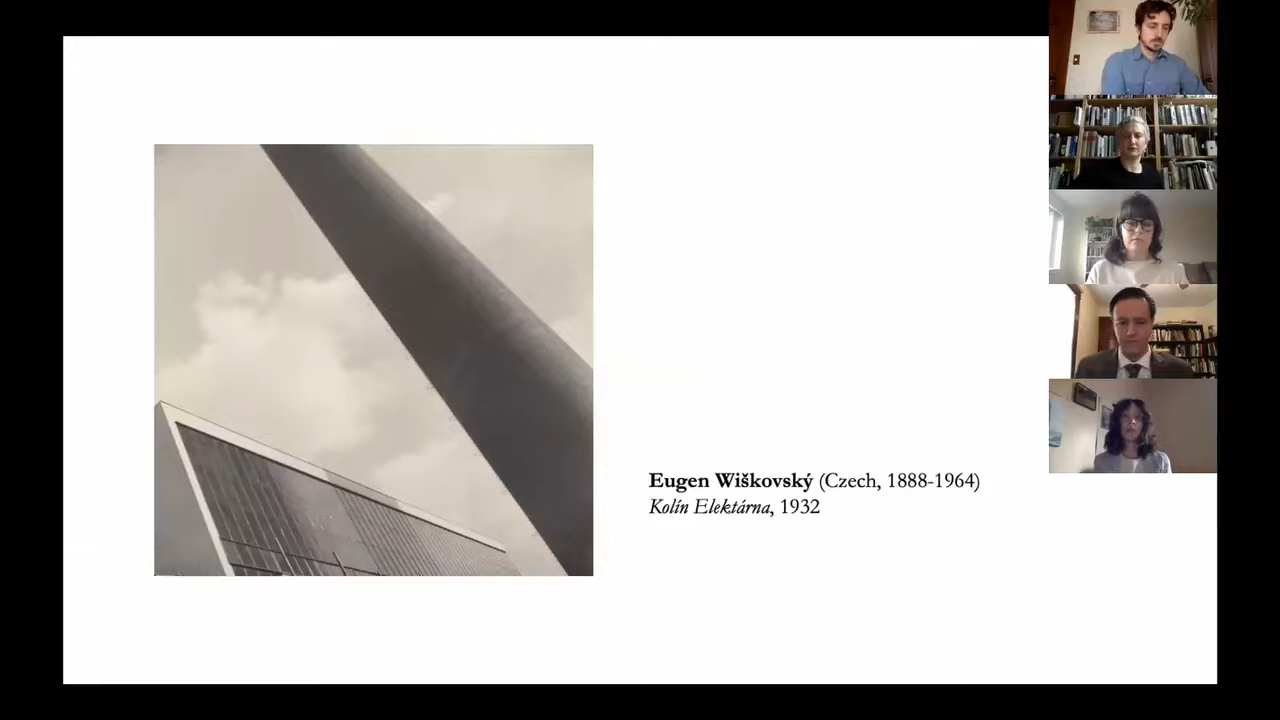 Eugen Wiškovský (Czech, 1888-1964)
Kolín Elektárna, 1932